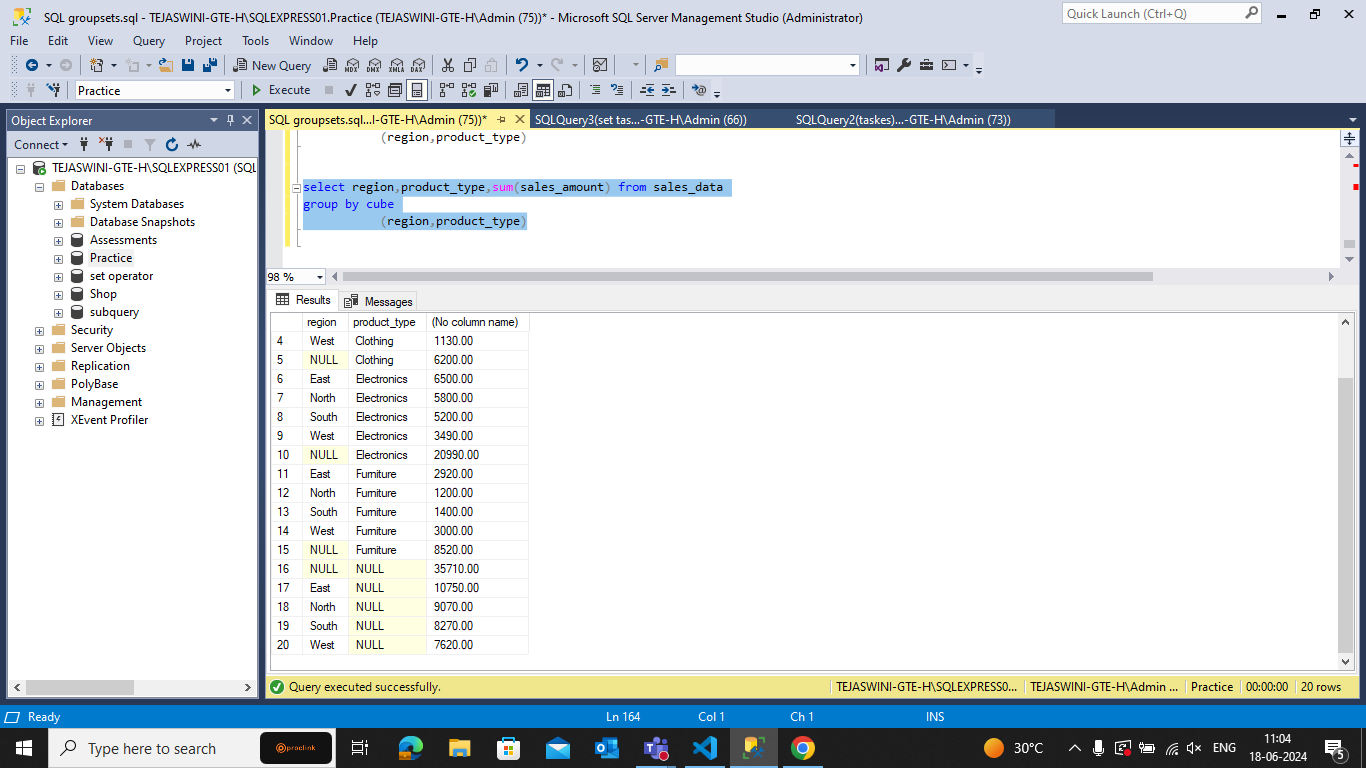 SQL groupsets.sql - TEJASWINI-GTE-H\SQLEXPRESS01.Practice (TEJASWINI-GTE-H\Admin (75))* - Microsoft SQL Server Management Studio (Administrator)
Quick Launch (Ctrl+Q)
File Edit View Query Project Tools Window Help
New Query MDX DMX XMLA DAX
Practice Execute
Object Explorer
SQL groupsets.sql...I-GTE-H\Admin (75))* SQLQuery3(set tas...-GTE-H\Admin (66)) SQLQuery2(taskes)...-GTE-H\Admin (73))
Connect
TEJASWINI-GTE-H\SQLEXPRESS01 (SQL
Databases
System Databases
Database Snapshots
Assessments
Practice
set operator
Shop
subquery
Security
Server Objects
Replication
PolyBase
Management
XEvent Profiler
(region,product_type)
select region,product_type,sum(sales_amount) from sales_data
group by cube
(region,product_type)
98 %
Results Messages
region product_type (No column name)
4 West Clothing 1130.00
5 NULL Clothing 6200.00
6 East Electronics 6500.00
7 North Electronics 5800.00
8 South Electronics 5200.00
9 West Electronics 3490.00
10 NULL Electronics 20990.00
11 East Furniture 2920.00
12 North Furniture 1200.00
13 South Furniture 1400.00
14 West Furniture 3000.00
15 NULL Furniture 8520.00
16 NULL NULL 35710.00
17 East NULL 10750.00
18 North NULL 9070.00
19 South NULL 8270.00
20 West NULL 7620.00
Query executed successfully. TEJASWINI-GTE-H\SQLEXPRESS0... TEJASWINI-GTE-H\Admin ... Practice 00:00:00 20 rows
Ready Ln 164 Col 1 Ch 1 INS
Type here to search proclink 30°C ENG 11:04
18-06-2024 5